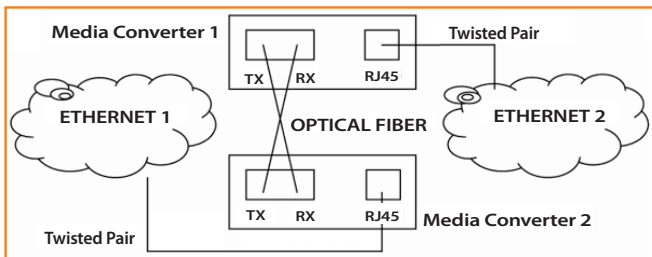 Media Converter 1
Twisted Pair
TX RX RJ45
ETHERNET 1
OPTICAL FIBER
ETHERNET 2
TX RX RJ45
Media Converter 2
Twisted Pair